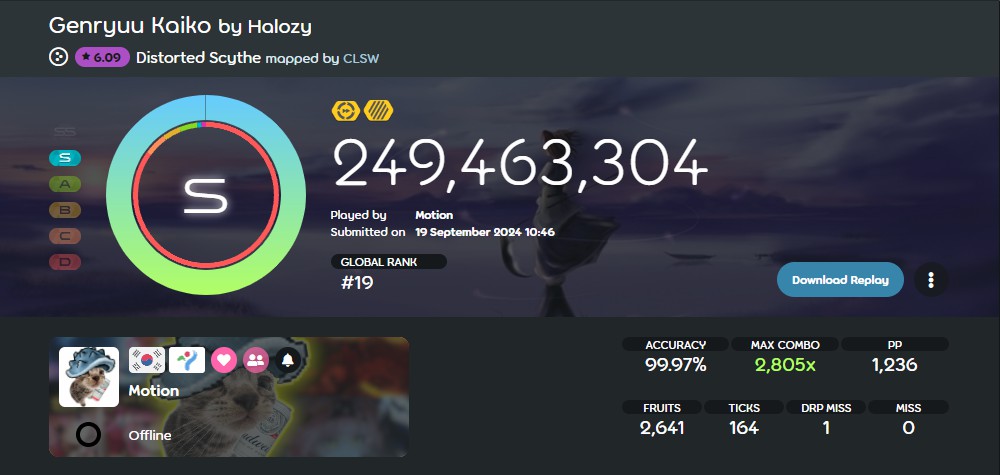 Genryuu Kaiko by Halozy
6.09 Distorted Scythe mapped by CLSW
SS
S
A
B
C
D
S
249,463,304
Played by Motion
Submitted on 19 September 2024 10:46
GLOBAL RANK
#19
Download Replay
Motion
Offline
ACCURACY MAX COMBO PP
99.97% 2,805x 1,236
FRUITS TICKS DRP MISS MISS
2,641 164 1 0